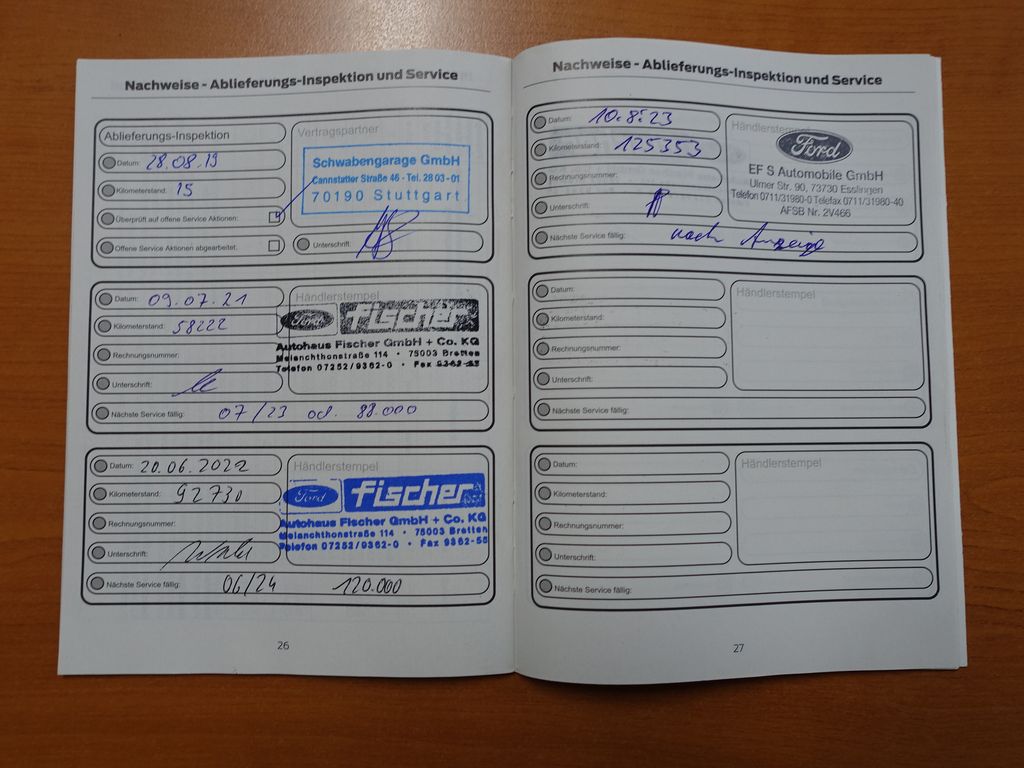 Nachweise - Ablieferungs-Inspektion und Service
Ablieferungs-Inspektion
Datum: 28.08.19
Kilometerstand: 15
Überprüft auf offene Service Aktionen:
Offene Service Aktionen abgearbeitet:
Vertragspartner
Schwabengarage GmbH
Cannstatter Straße 46 - Tel. 28 03-01
70190 Stuttgart
Unterschrift:
Datum: 09.07.21
Kilometerstand: 58222
Rechnungsnummer:
Unterschrift:
Händlerstempel
Ford Fischer
Autohaus Fischer GmbH + Co. KG
Melanchthonstraße 114 • 75003 Bretten
Telefon 07252/9362-0 • Fax 9362-55
Nächste Service fällig: 07/23 od. 88.000
Datum: 20.06.2022
Kilometerstand: 92730
Rechnungsnummer:
Unterschrift:
Händlerstempel
Ford fischer
Autohaus Fischer GmbH + Co. KG
Melanchthonstraße 114 • 75003 Bretten
Telefon 07252/9362-0 • Fax 9362-55
Nächste Service fällig: 06/24 120.000
26
Nachweise - Ablieferungs-Inspektion und Service
Datum: 10.8.23
Kilometerstand: 125353
Rechnungsnummer:
Unterschrift:
Händlerstempel
Ford
EF S Automobile GmbH
Ulmer Str. 90, 73730 Esslingen
Telefon 0711/31980-0 Telefax 0711/31980-40
AFSB Nr. 2V466
Nächste Service fällig: nach Anzeige
Datum:
Kilometerstand:
Rechnungsnummer:
Unterschrift:
Händlerstempel
Nächste Service fällig:
Datum:
Kilometerstand:
Rechnungsnummer:
Unterschrift:
Händlerstempel
Nächste Service fällig:
27